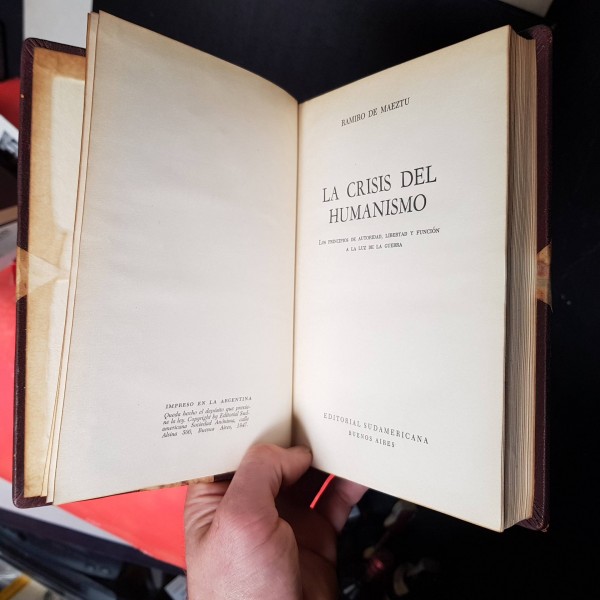 IMPRESO EN LA ARGENTINA
Queda hecho el depósito que previe-
ne la ley. Copyright by Editorial Sud-
americana Sociedad Anónima, calle
Alsina 500, Buenos Aires, 1947.
RAMIRO DE MAEZTU
LA CRISIS DEL
HUMANISMO
LOS PRINCIPIOS DE AUTORIDAD, LIBERTAD Y FUNCIÓN
A LA LUZ DE LA GUERRA
EDITORIAL SUDAMERICANA
BUENOS AIRES